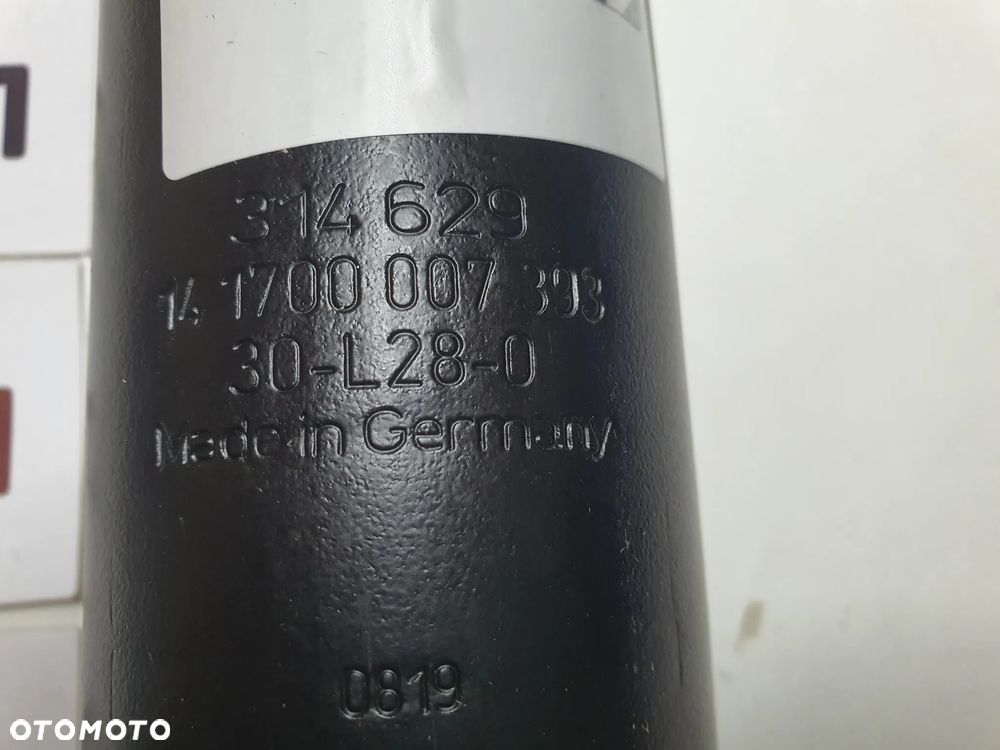 314 629
14 1700 007 393
30-L28-0
Made in Germany
0819
OTOMOTO